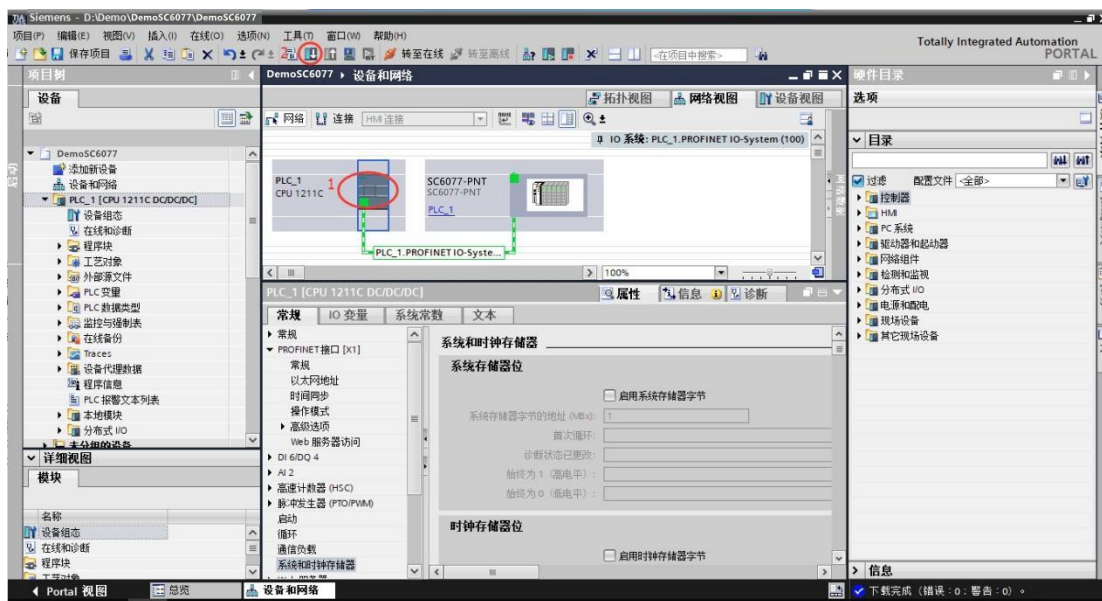 Siemens - D:\Demo\DemoSC6077\DemoSC6077
项目(P) 编辑(E) 视图(V) 插入(I) 在线(O) 选项(N) 工具(T) 窗口(W) 帮助(H)
Totally Integrated Automation
PORTAL
保存项目 2 转至在线 转至离线 <在项目中搜索>
项目树
DemoSC6077 ▸ 设备和网络
硬件目录
设备
拓扑视图 网络视图 设备视图
选项
网络 连接 HMI 连接
IO 系统: PLC_1.PROFINET IO-System (100)
目录
DemoSC6077
添加新设备
设备和网络
PLC_1 [CPU 1211C DC/DC/DC]
设备组态
在线和诊断
程序块
工艺对象
外部源文件
PLC 变量
PLC 数据类型
监控与强制表
在线备份
Traces
设备代理数据
程序信息
PLC 报警文本列表
本地模块
分布式 I/O
未分组的设备
PLC_1
CPU 1211C
1
SC6077-PNT
SC6077-PNT
PLC_1
PLC_1.PROFINET IO-Syste...
100%
过滤 配置文件 <全部>
控制器
HMI
PC 系统
驱动器和起动器
网络组件
检测和监视
分布式 I/O
电源和配电
现场设备
其它现场设备
PLC_1 [CPU 1211C DC/DC/DC]
属性 信息 诊断
常规 IO 变量 系统常数 文本
常规
PROFINET接口 [X1]
常规
以太网地址
时间同步
操作模式
高级选项
Web 服务器访问
DI 6/DQ 4
AI 2
高速计数器 (HSC)
脉冲发生器 (PTO/PWM)
启动
循环
通信负载
系统和时钟存储器
系统和时钟存储器
系统存储器位
启用系统存储器字节
系统存储器字节的地址 (MBx): 1
首次循环:
诊断状态已更改:
始终为 1（高电平）:
始终为 0（低电平）:
时钟存储器位
启用时钟存储器字节
详细视图
模块
名称
设备组态
在线和诊断
程序块
工艺对象
信息
Portal 视图 总览 设备和网络
下载完成（错误：0；警告：0）。